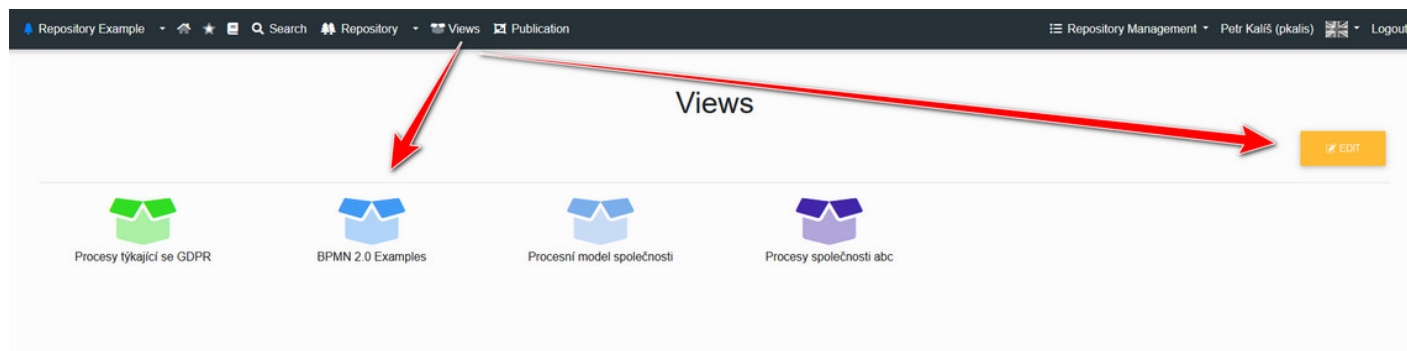 Repository Example Search Repository Views Publication Repository Management Petr Kalíš (pkalis) Logout
Views
EDIT
Procesy týkající se GDPR BPMN 2.0 Examples Procesní model společnosti Procesy společnosti abc